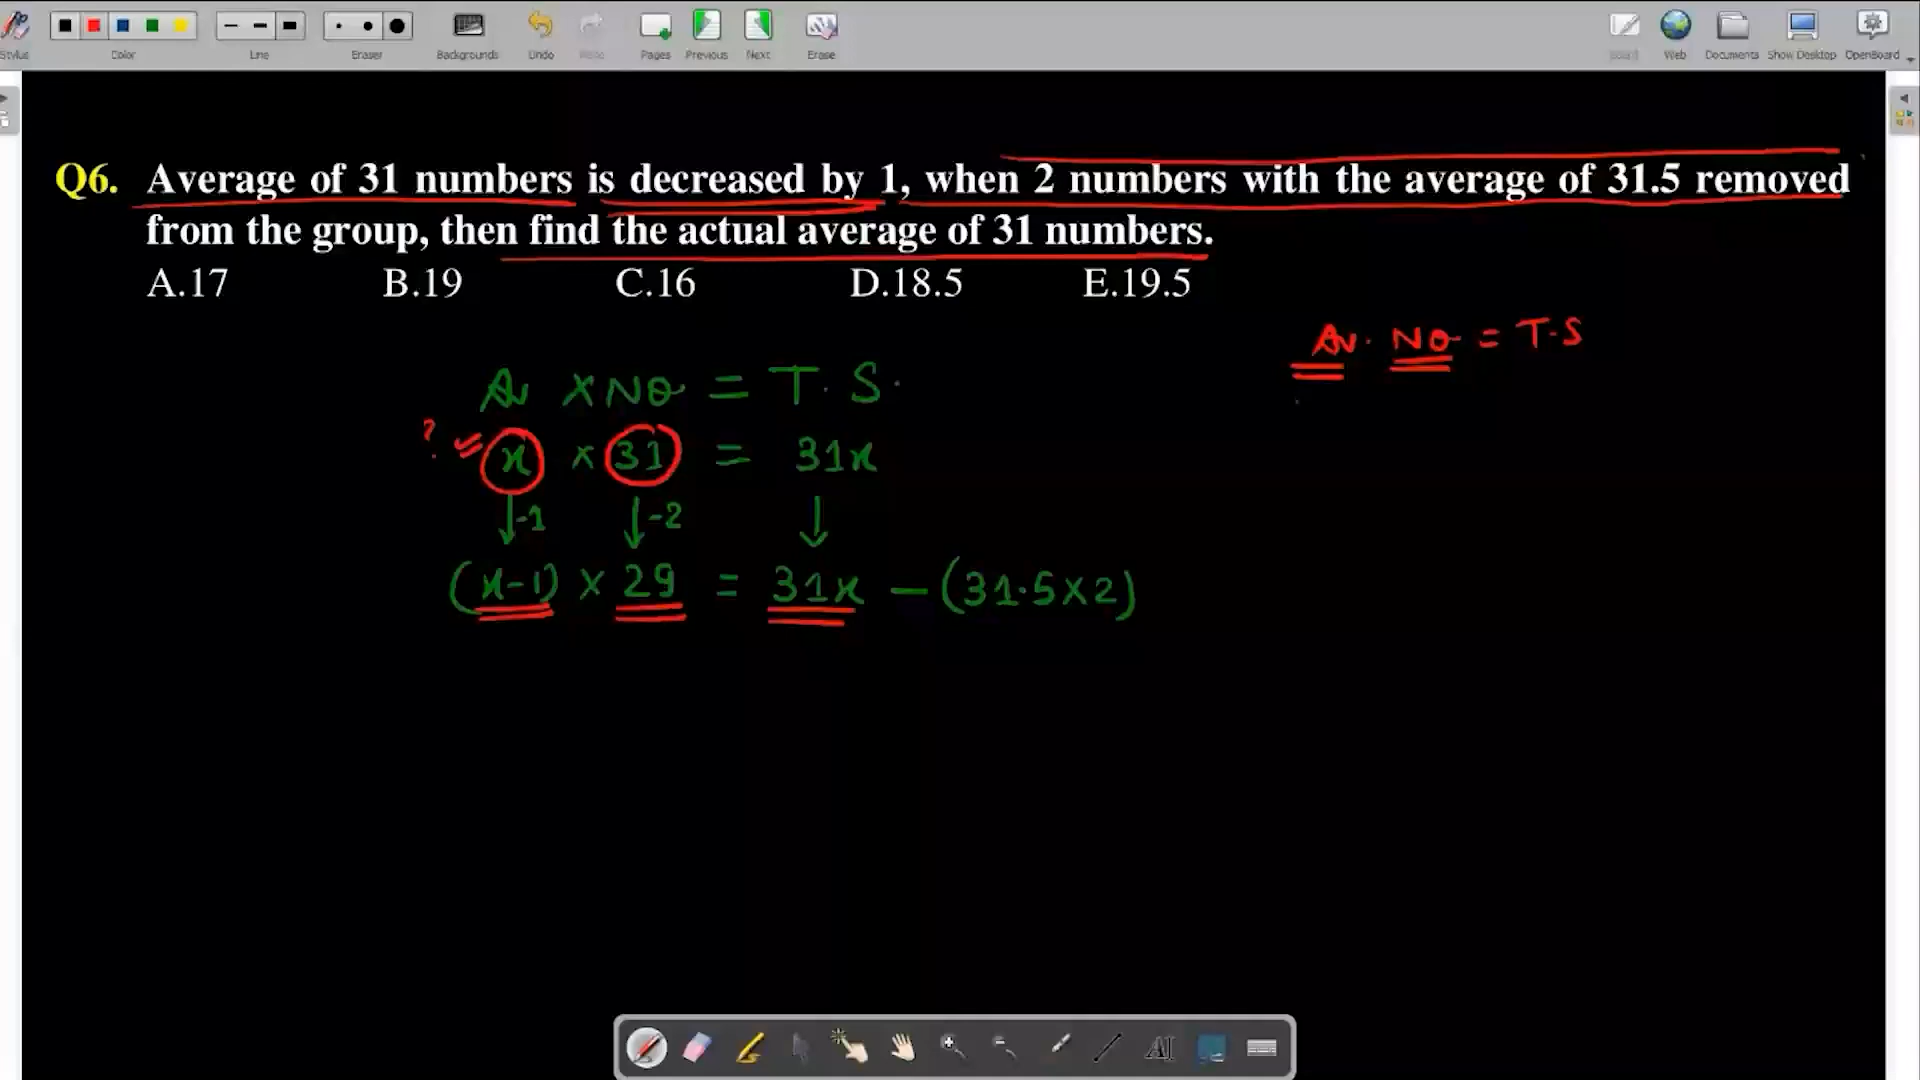 Stylus Color Line Eraser Backgrounds Undo Redo Pages Previous Next Erase Board Web Documents Show Desktop OpenBoard
Q6. Average of 31 numbers is decreased by 1, when 2 numbers with the average of 31.5 removed
from the group, then find the actual average of 31 numbers.
A.17 B.19 C.16 D.18.5 E.19.5
Av. No = T.S
Av × No = T.S.
? x × 31 = 31x
-1 -2
(x-1) × 29 = 31x - (31.5×2)